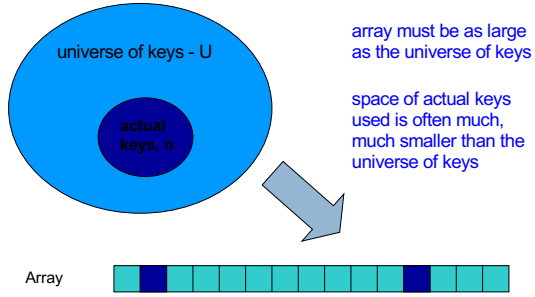 universe of keys - U
actual
keys, n
array must be as large
as the universe of keys
space of actual keys
used is often much,
much smaller than the
universe of keys
Array